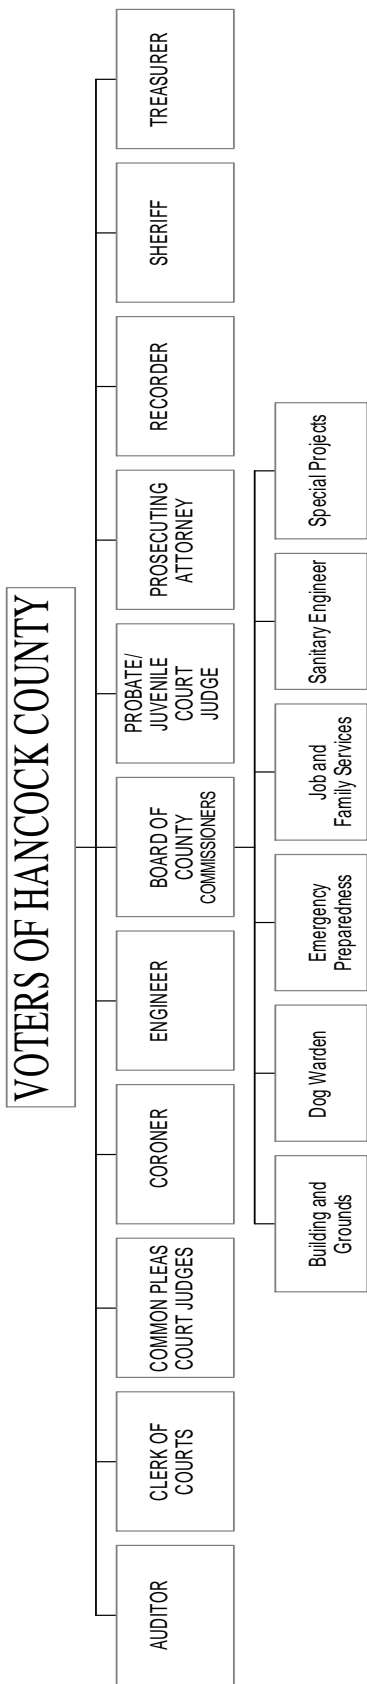 VOTERS OF HANCOCK COUNTY
AUDITOR
CLERK OF
COURTS
COMMON PLEAS
COURT JUDGES
CORONER
ENGINEER
BOARD OF
COUNTY
COMMISSIONERS
PROBATE/
JUVENILE
COURT
JUDGE
PROSECUTING
ATTORNEY
RECORDER
SHERIFF
TREASURER
Building and
Grounds
Dog Warden
Emergency
Preparedness
Job and
Family Services
Sanitary Engineer
Special Projects